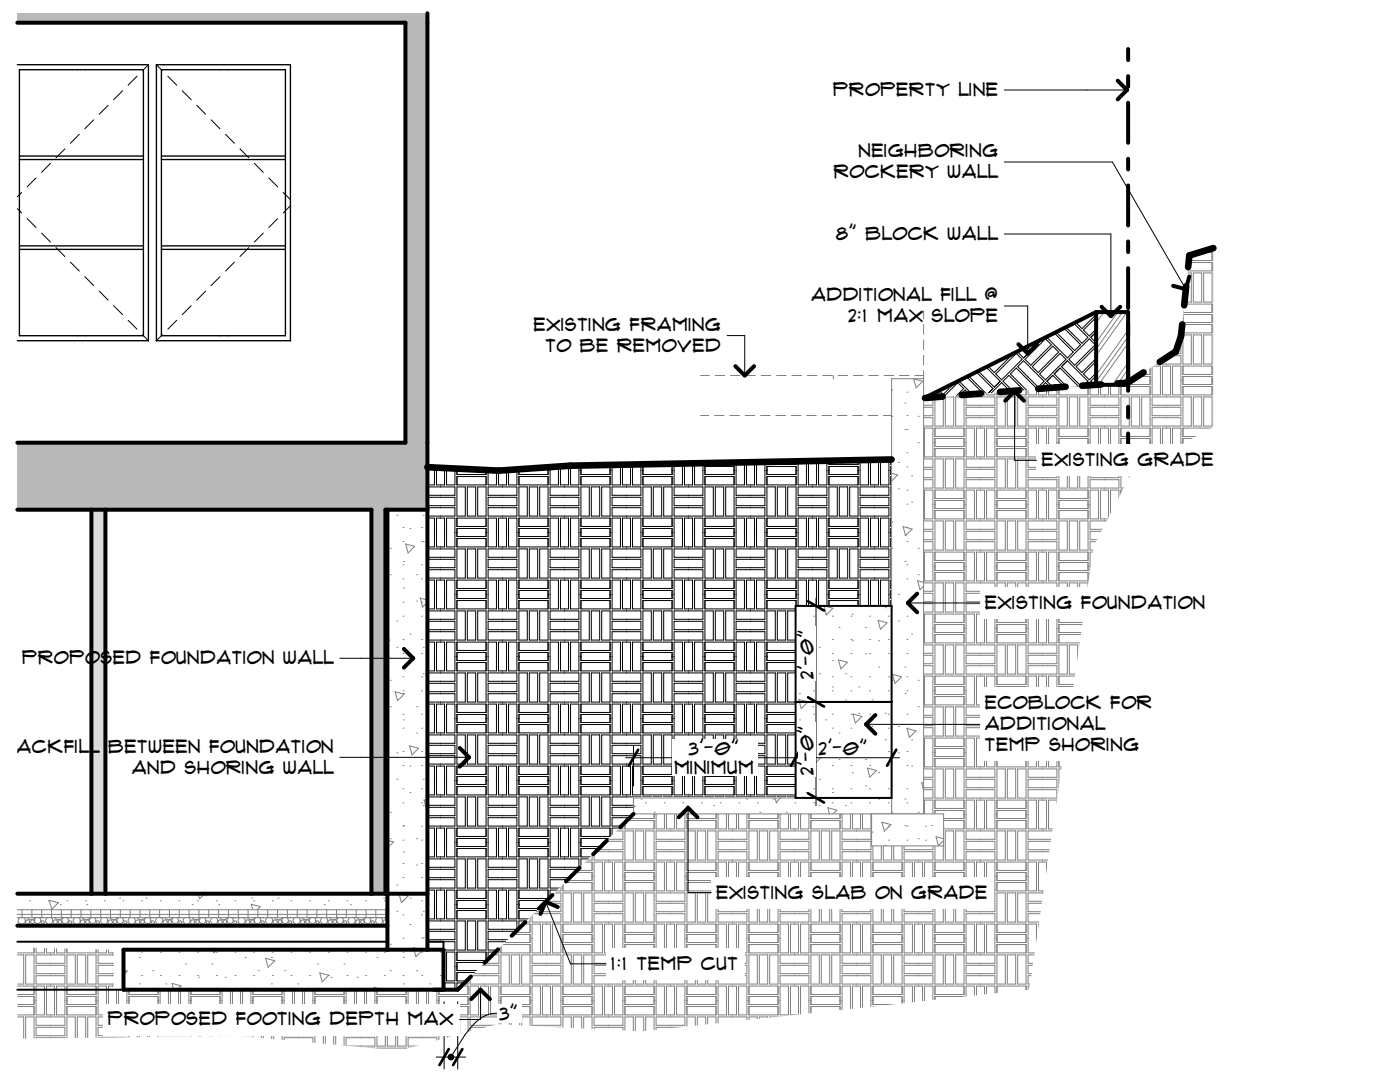 PROPERTY LINE
NEIGHBORING
ROCKERY WALL
8" BLOCK WALL
ADDITIONAL FILL @
2:1 MAX SLOPE
EXISTING FRAMING
TO BE REMOVED
EXISTING GRADE
EXISTING FOUNDATION
2'-0"
PROPOSED FOUNDATION WALL
ECOBLOCK FOR
ADDITIONAL
TEMP SHORING
ACKFILL BETWEEN FOUNDATION
AND SHORING WALL
3'-0"
MINIMUM
2'-0"
2'-0"
EXISTING SLAB ON GRADE
1:1 TEMP CUT
PROPOSED FOOTING DEPTH MAX
3"